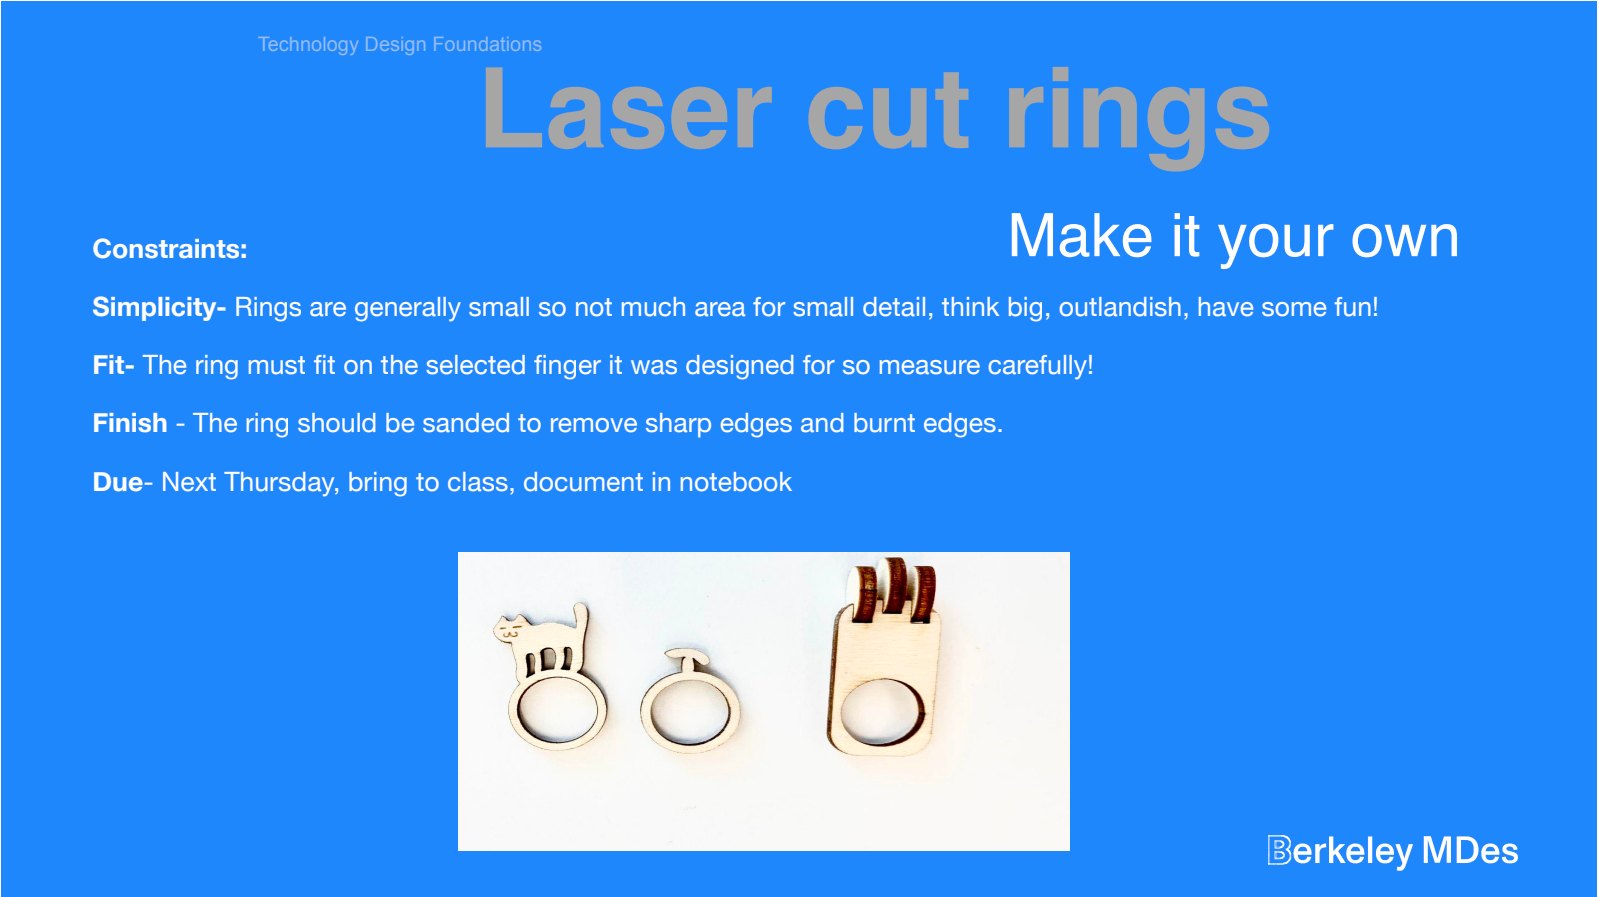 Technology Design Foundations
Laser cut rings
Make it your own
Constraints:
Simplicity- Rings are generally small so not much area for small detail, think big, outlandish, have some fun!
Fit- The ring must fit on the selected finger it was designed for so measure carefully!
Finish - The ring should be sanded to remove sharp edges and burnt edges.
Due- Next Thursday, bring to class, document in notebook
Berkeley MDes